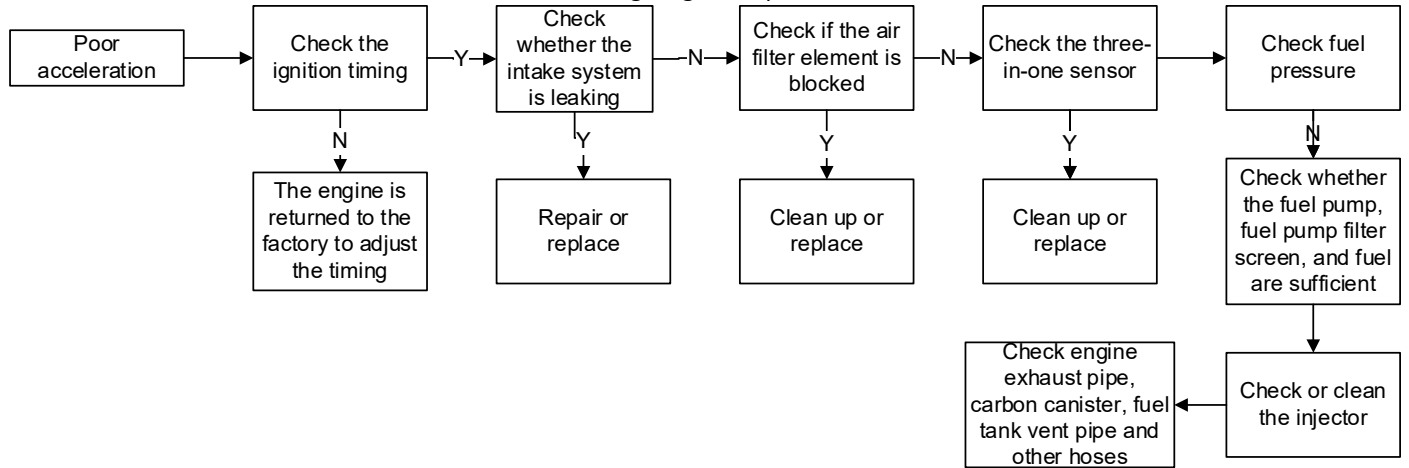 Poor
acceleration
Check the
ignition timing
Y
Check
whether the
intake system
is leaking
N
Check if the air
filter element is
blocked
N
Check the three-
in-one sensor
Check fuel
pressure
N
The engine is
returned to the
factory to adjust
the timing
Y
Repair or
replace
Y
Clean up or
replace
Y
Clean up or
replace
N
Check whether
the fuel pump,
fuel pump filter
screen, and fuel
are sufficient
Check or clean
the injector
Check engine
exhaust pipe,
carbon canister, fuel
tank vent pipe and
other hoses